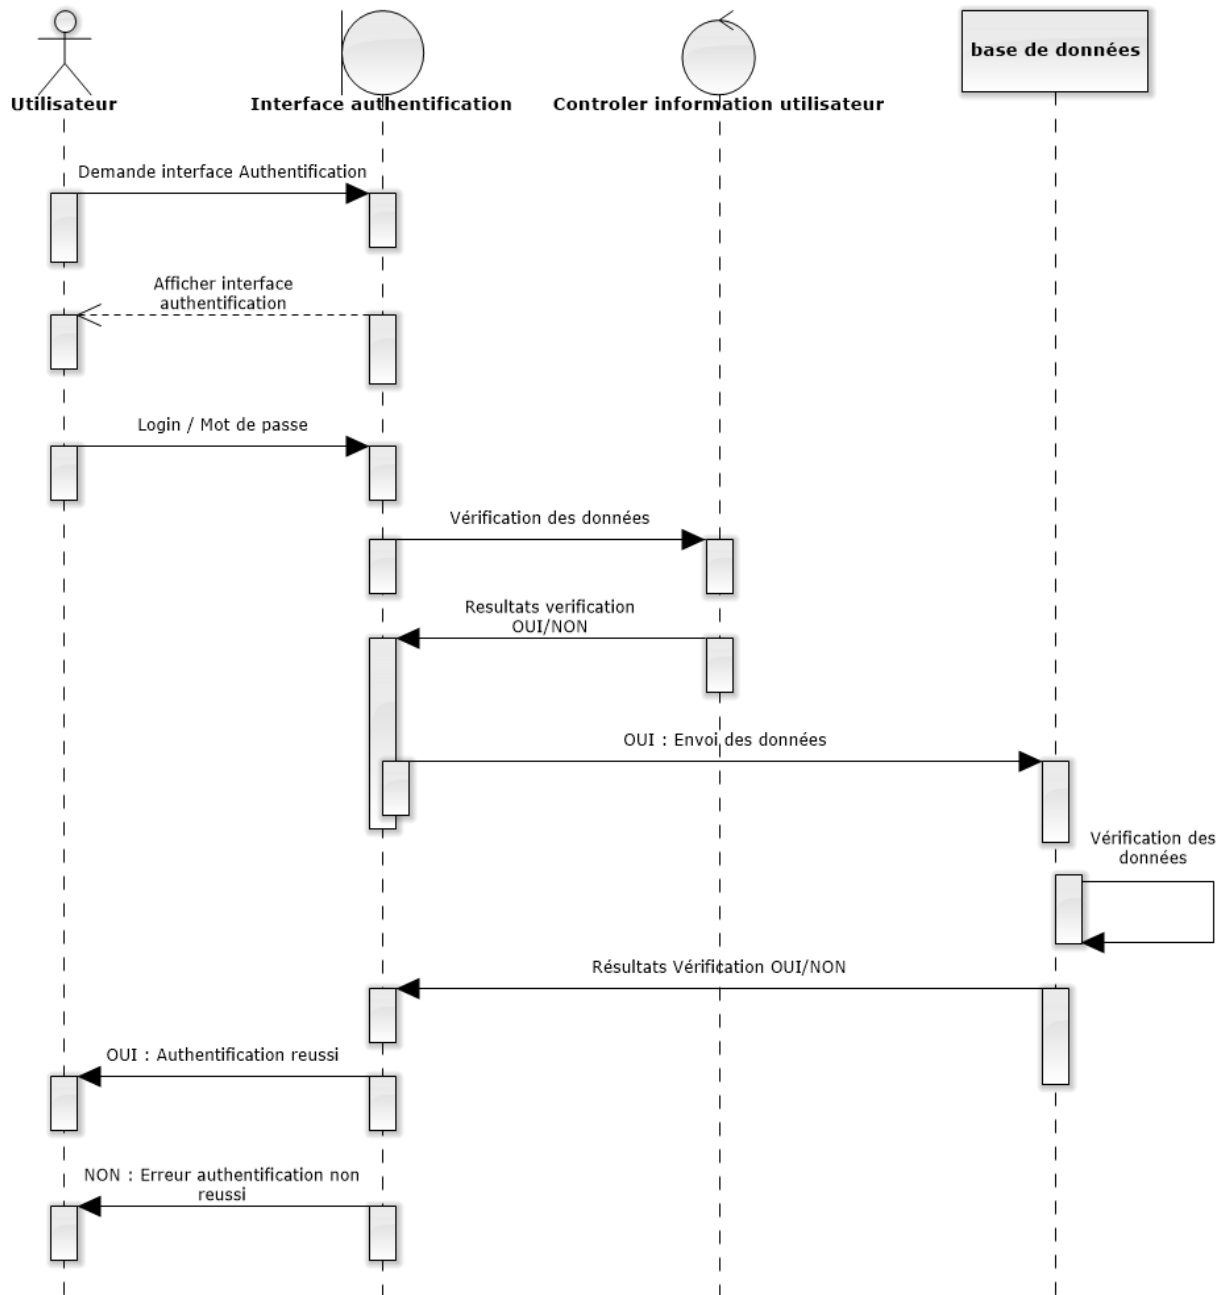 Utilisateur
Interface authentification
Controler information utilisateur
base de données
Demande interface Authentification
Afficher interface
authentification
Login / Mot de passe
Vérification des données
Resultats verification
OUI/NON
OUI : Envoi des données
Vérification des
données
Résultats Vérification OUI/NON
OUI : Authentification reussi
NON : Erreur authentification non
reussi